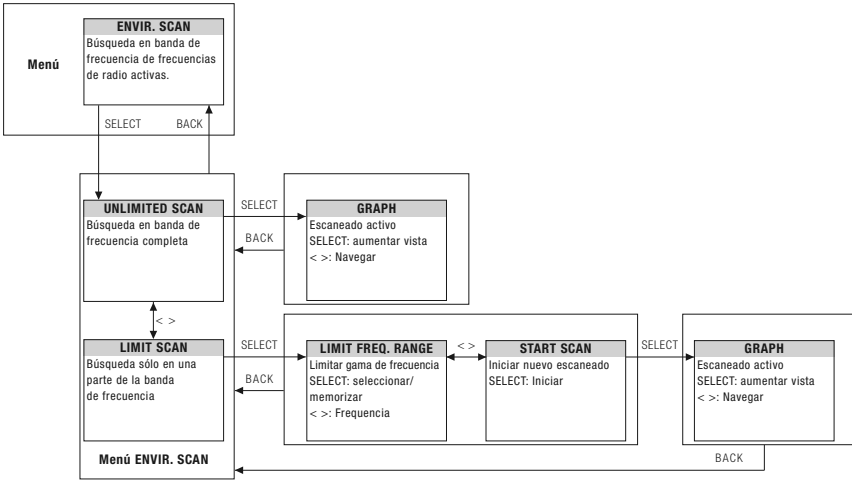 ENVIR. SCAN
Búsqueda en banda de
frecuencia de frecuencias
de radio activas.
Menú
SELECT
BACK
UNLIMITED SCAN
Búsqueda en banda de
frecuencia completa
SELECT
BACK
GRAPH
Escaneado activo
SELECT: aumentar vista
< >: Navegar
< >
LIMIT SCAN
Búsqueda sólo en una
parte de la banda
de frecuencia
SELECT
BACK
LIMIT FREQ. RANGE
Limitar gama de frecuencia
SELECT: seleccionar/
memorizar
< >: Frequencia
< >
START SCAN
Iniciar nuevo escaneado
SELECT: Iniciar
SELECT
GRAPH
Escaneado activo
SELECT: aumentar vista
< >: Navegar
Menú ENVIR. SCAN
BACK